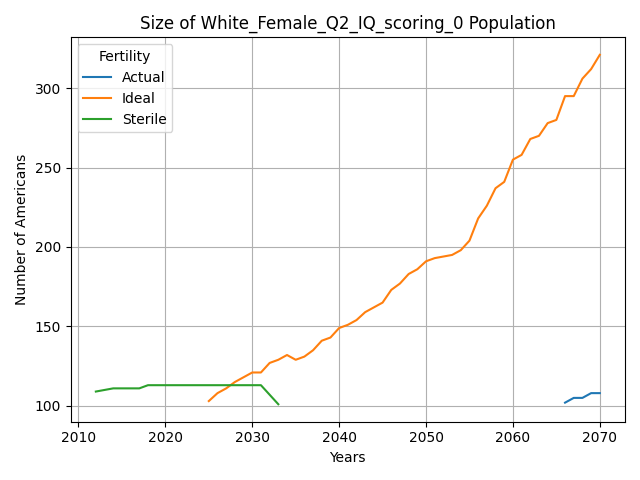 Size of White_Female_Q2_IQ_scoring_0 Population
Fertility
Actual
Ideal
Sterile
Number of Americans
300
250
200
150
100
2010 2020 2030 2040 2050 2060 2070
Years